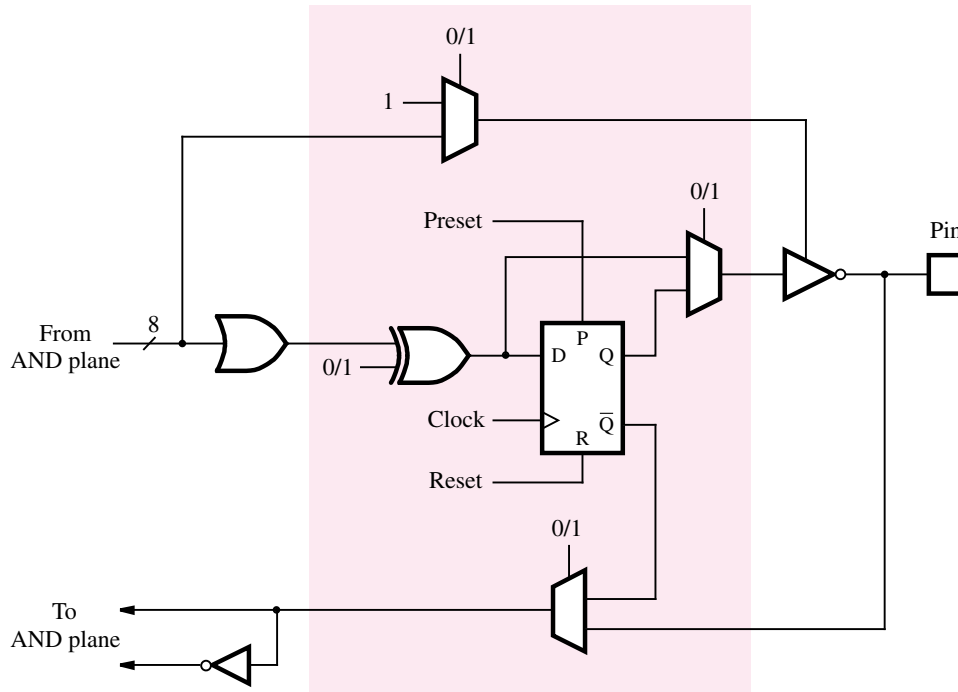 0/1
1
0/1
Preset
Pin
From
AND plane
8
0/1
D
P
Q
Clock
R
Q̅
Reset
0/1
To
AND plane